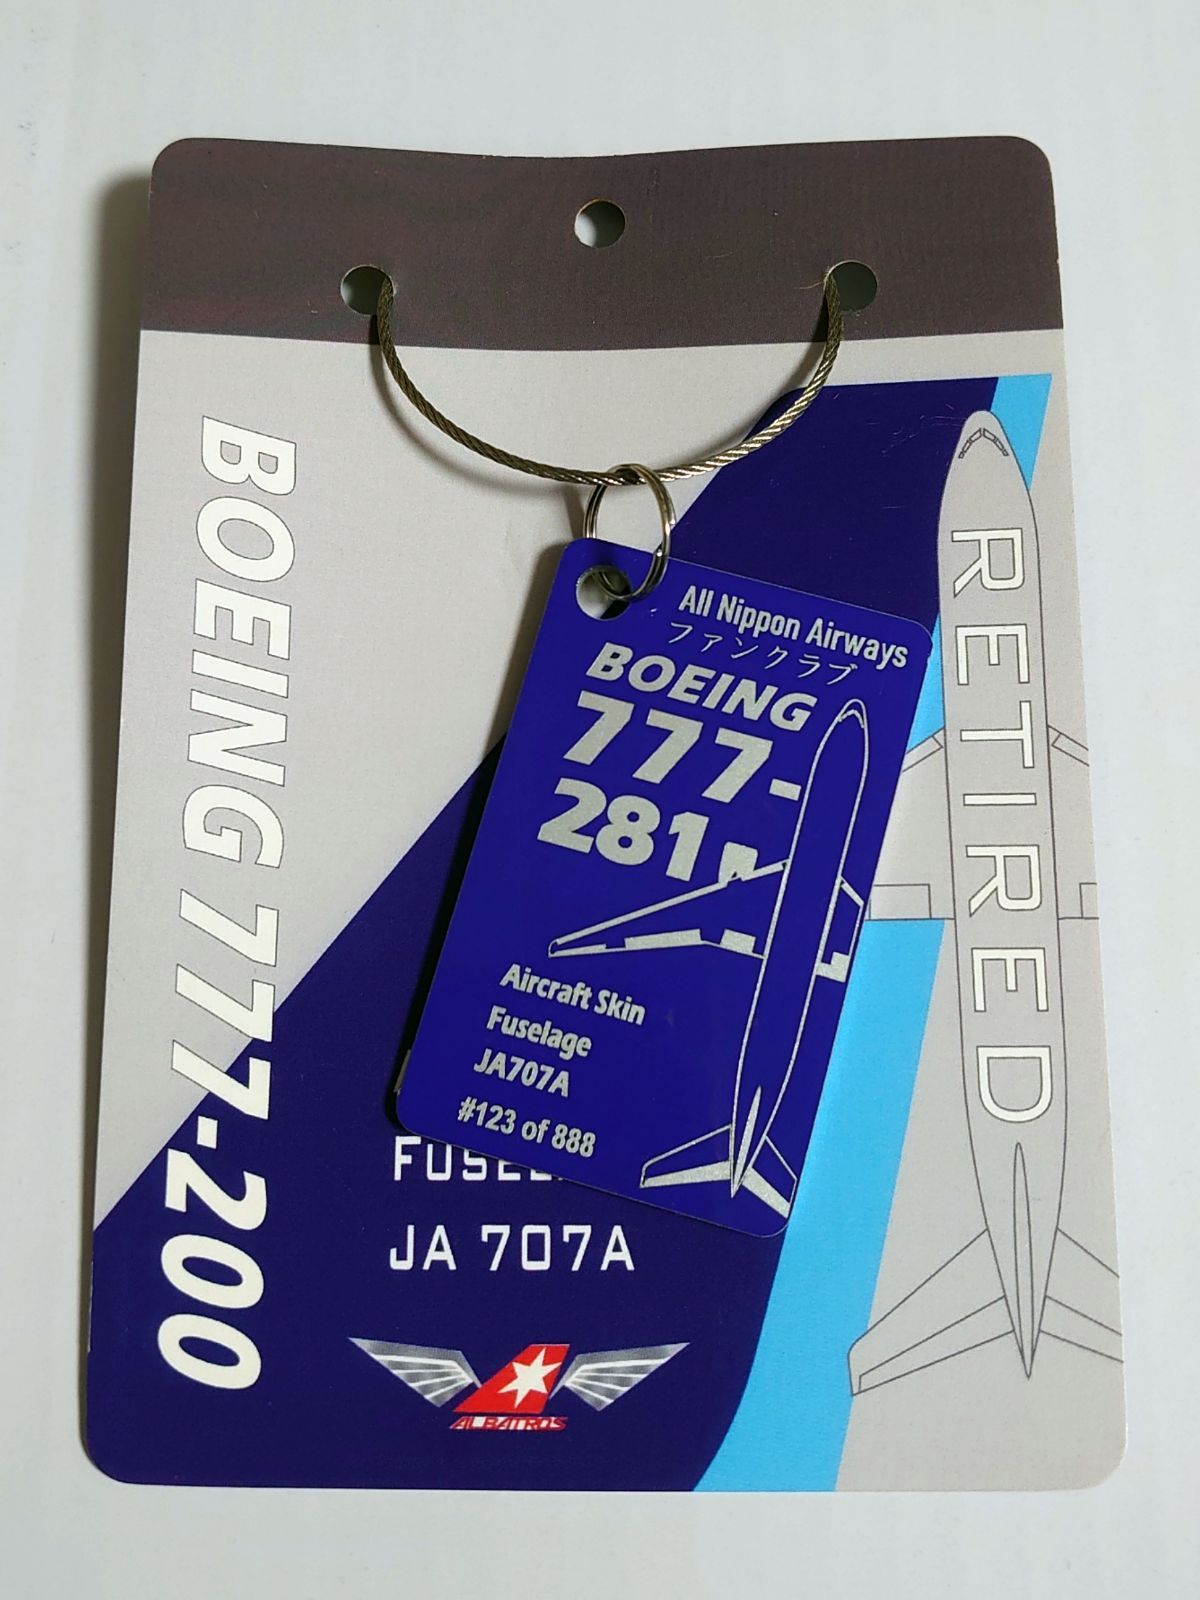 BOEING 777-200
RETIRED
All Nippon Airways
ファンクラブ
BOEING
777-
281
Aircraft Skin
Fuselage
JA707A
#123 of 888
JA 707A
ALBATROS